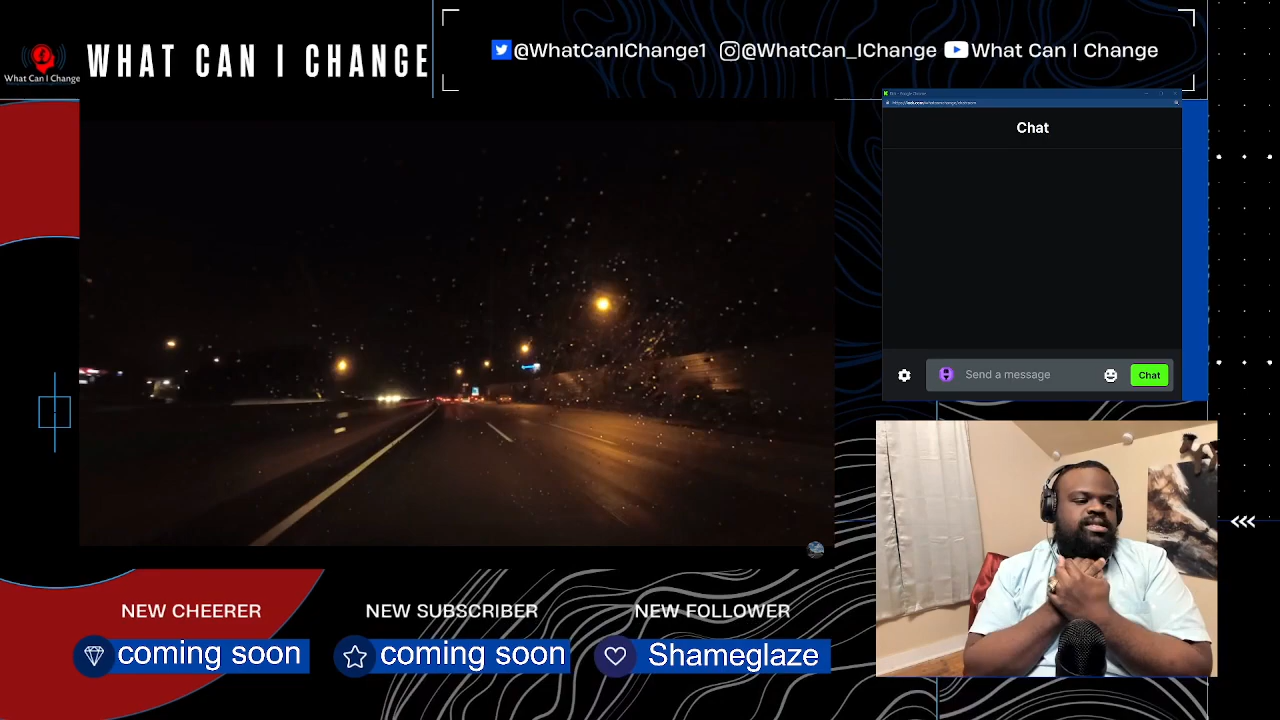 What Can I Change
WHAT CAN I CHANGE
@WhatCanIChange1 @WhatCan_IChange What Can I Change
Chat
Send a message
Chat
NEW CHEERER
coming soon
NEW SUBSCRIBER
coming soon
NEW FOLLOWER
Shameglaze